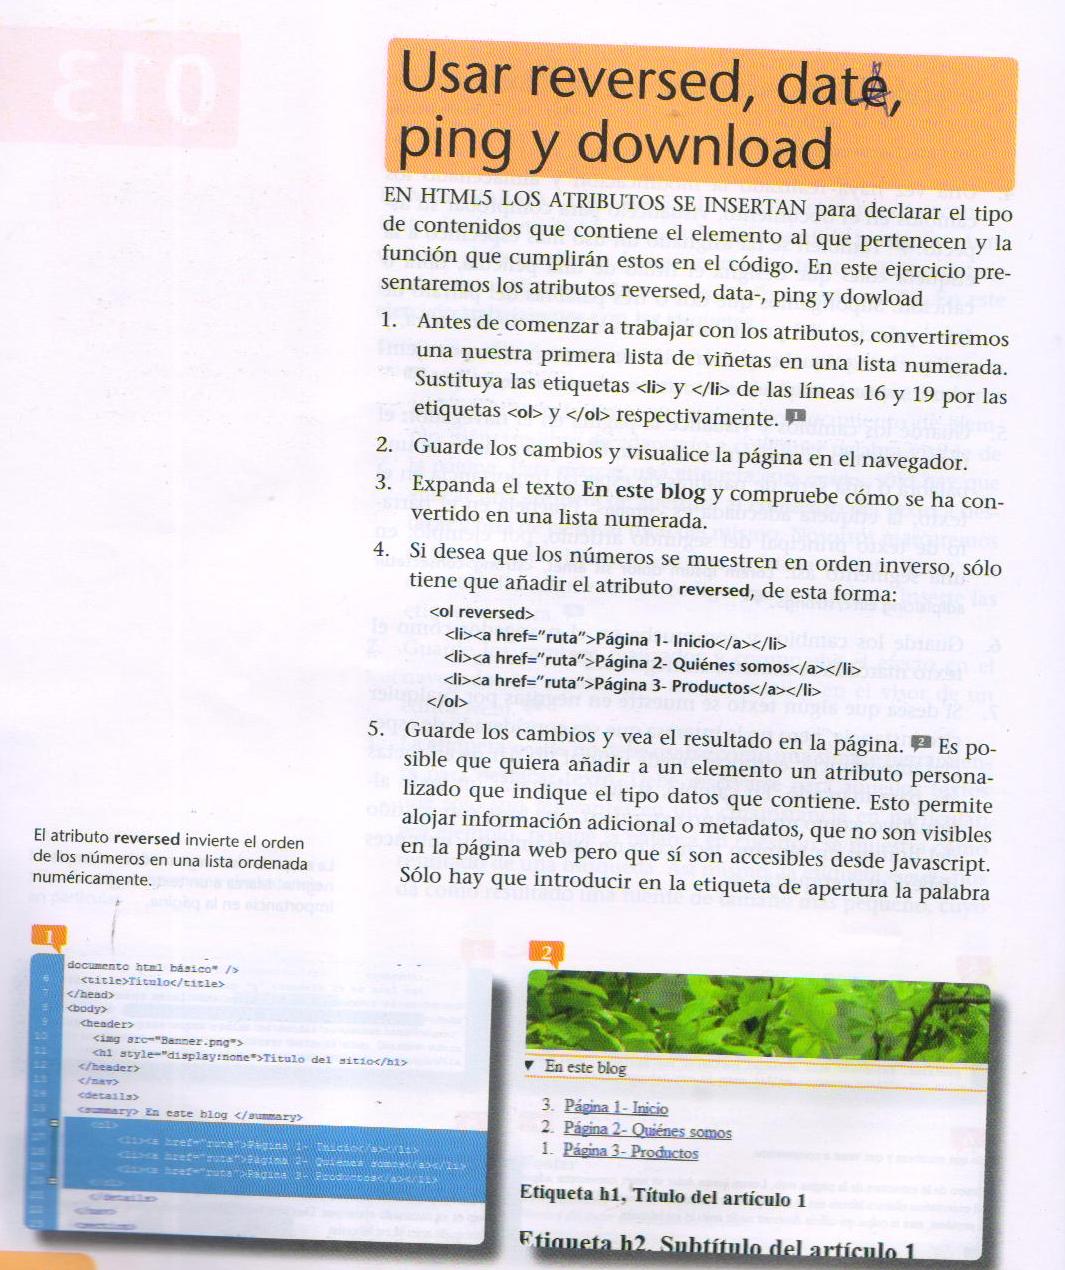 Usar reversed, date,
ping y download
EN HTML5 LOS ATRIBUTOS SE INSERTAN para declarar el tipo
de contenidos que contiene el elemento al que pertenecen y la
función que cumplirán estos en el código. En este ejercicio pre-
sentaremos los atributos reversed, data-, ping y dowload
1. Antes de comenzar a trabajar con los atributos, convertiremos
una nuestra primera lista de viñetas en una lista numerada.
Sustituya las etiquetas <li> y </li> de las líneas 16 y 19 por las
etiquetas <ol> y </ol> respectivamente. 1
2. Guarde los cambios y visualice la página en el navegador.
3. Expanda el texto En este blog y compruebe cómo se ha con-
vertido en una lista numerada.
4. Si desea que los números se muestren en orden inverso, sólo
tiene que añadir el atributo reversed, de esta forma:
<ol reversed>
<li><a href="ruta">Página 1- Inicio</a></li>
<li><a href="ruta">Página 2- Quiénes somos</a></li>
<li><a href="ruta">Página 3- Productos</a></li>
</ol>
5. Guarde los cambios y vea el resultado en la página. 2 Es po-
sible que quiera añadir a un elemento un atributo persona-
lizado que indique el tipo datos que contiene. Esto permite
alojar información adicional o metadatos, que no son visibles
en la página web pero que sí son accesibles desde Javascript.
Sólo hay que introducir en la etiqueta de apertura la palabra
El atributo reversed invierte el orden
de los números en una lista ordenada
numéricamente.
1
documento html básico" />
<title>Titulo</title>
</head>
<body>
<header>
<img src="Banner.png">
<h1 style="display:none">Titulo del sitio</h1>
</header>
</nav>
<details>
<summary> En este blog </summary>
<ol>
<li><a href="ruta">Página 1- Inicio</a></li>
<li><a href="ruta">Página 2- Quiénes somos</a></li>
<li><a href="ruta">Página 3- Productos</a></li>
</ol>
</details>
</nav>
<section>
2
En este blog
3. Página 1- Inicio
2. Página 2- Quiénes somos
1. Página 3- Productos
Etiqueta h1, Título del artículo 1
Etiqueta h2. Subtítulo del artículo 1